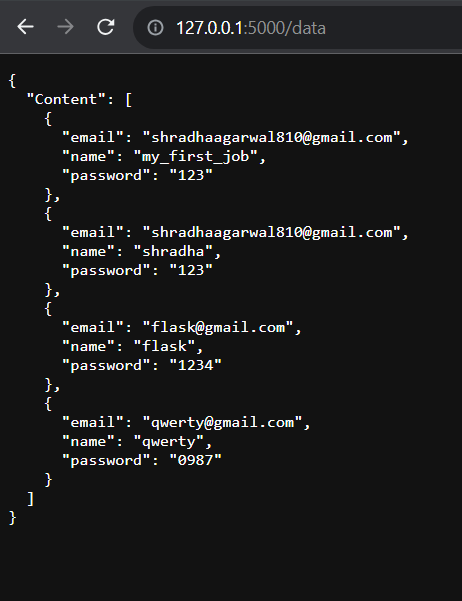 127.0.0.1:5000/data
{
  "Content": [
    {
      "email": "shradhaagarwal810@gmail.com",
      "name": "my_first_job",
      "password": "123"
    },
    {
      "email": "shradhaagarwal810@gmail.com",
      "name": "shradha",
      "password": "123"
    },
    {
      "email": "flask@gmail.com",
      "name": "flask",
      "password": "1234"
    },
    {
      "email": "qwerty@gmail.com",
      "name": "qwerty",
      "password": "0987"
    }
  ]
}